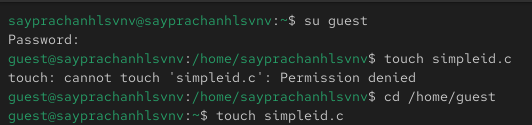 sayprachanhlsvnv@sayprachanhlsvnv:~$ su guest
Password:
guest@sayprachanhlsvnv:/home/sayprachanhlsvnv$ touch simpleid.c
touch: cannot touch 'simpleid.c': Permission denied
guest@sayprachanhlsvnv:/home/sayprachanhlsvnv$ cd /home/guest
guest@sayprachanhlsvnv:~$ touch simpleid.c